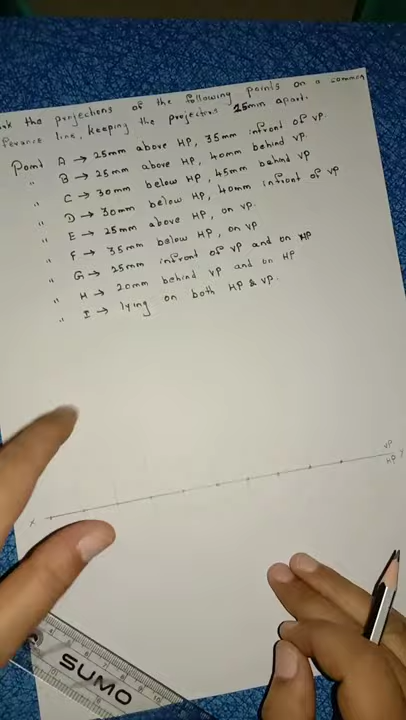 the projections of the following points on a common
line, keeping the projectors 25mm apart.
Point A → 25mm above HP, 35mm infront of VP.
" B → 25mm above HP, 40mm behind VP.
" C → 30mm below HP, 45mm behind VP
" D → 30mm below HP, 40mm infront of VP
" E → 25mm above HP, on VP.
" F → 35mm below HP, on VP
" G → 25mm infront of VP and on HP
" H → 20mm behind VP and on HP
" I → lying on both HP & VP.
VP
X Y
HP
SUMO